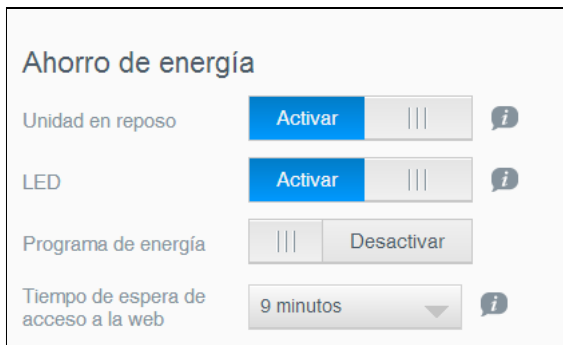 Ahorro de energía
Unidad en reposo Activar
LED Activar
Programa de energía Desactivar
Tiempo de espera de
acceso a la web 9 minutos